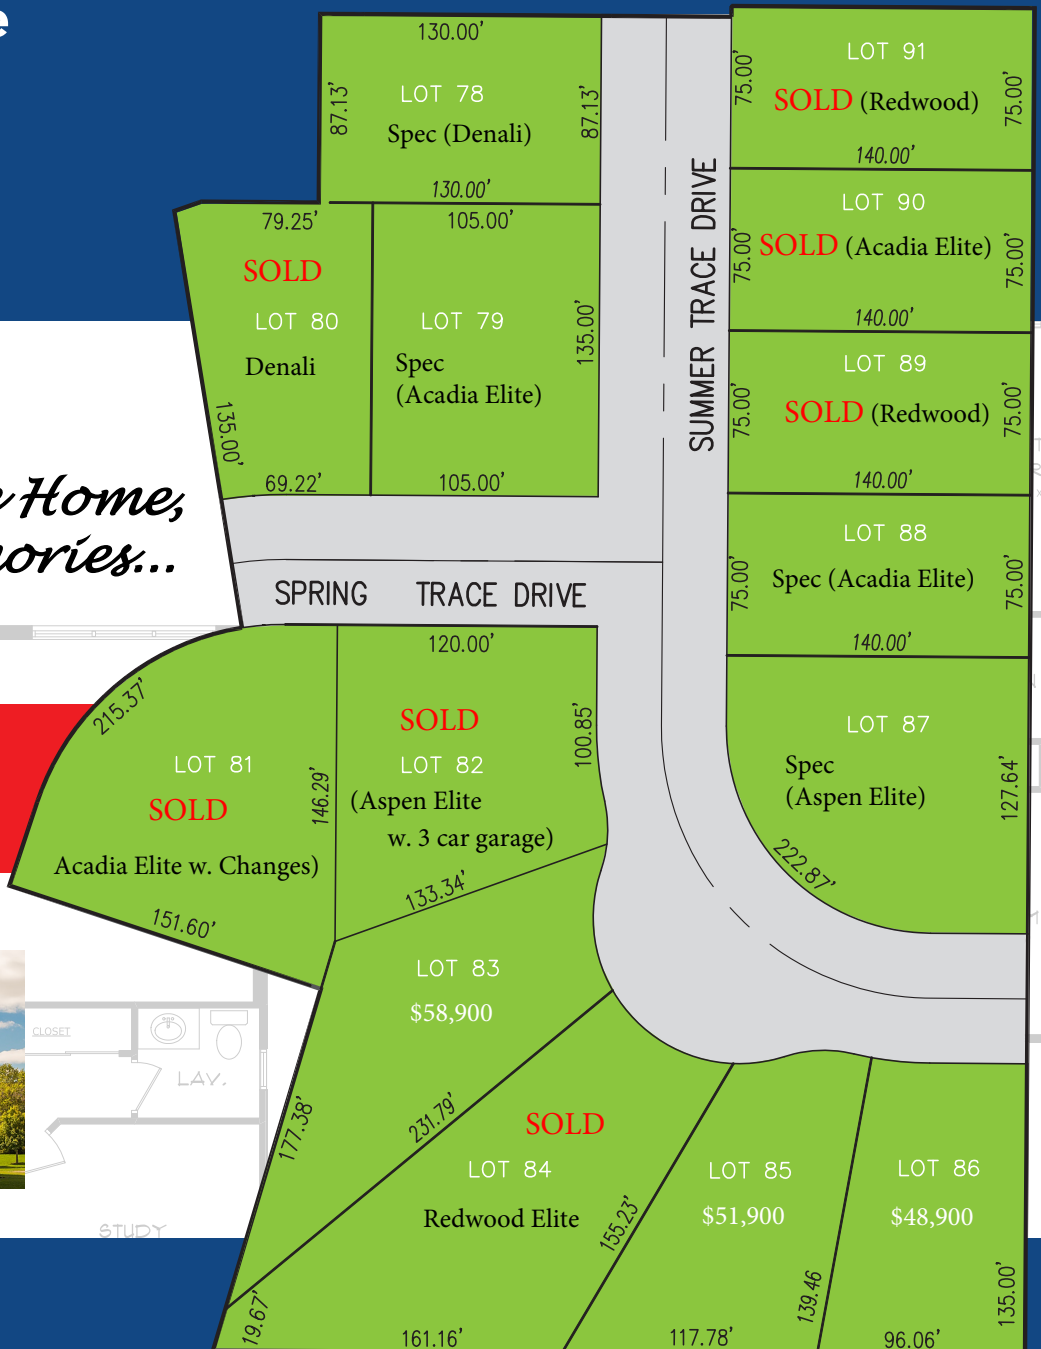 e
130.00'
LOT 78
87.13'
87.13'
Spec (Denali)
130.00'
LOT 91
75.00'
75.00'
SOLD (Redwood)
140.00'
LOT 90
75.00'
75.00'
SOLD (Acadia Elite)
140.00'
LOT 89
75.00'
75.00'
SOLD (Redwood)
140.00'
LOT 88
75.00'
75.00'
Spec (Acadia Elite)
140.00'
SUMMER TRACE DRIVE
79.25'
SOLD
LOT 80
Denali
135.00'
69.22'
105.00'
LOT 79
135.00'
Spec
(Acadia Elite)
105.00'
Home,
ories...
SPRING TRACE DRIVE
215.37'
LOT 81
SOLD
Acadia Elite w. Changes)
146.29'
151.60'
120.00'
SOLD
100.85'
LOT 82
(Aspen Elite
w. 3 car garage)
133.34'
LOT 87
Spec
(Aspen Elite)
127.64'
222.87'
LOT 83
$58,900
177.38'
231.79'
SOLD
LOT 84
Redwood Elite
155.23'
19.67'
161.16'
LOT 85
$51,900
139.46
117.78'
LOT 86
$48,900
135.00'
96.06'
CLOSET
LAV.
STUDY